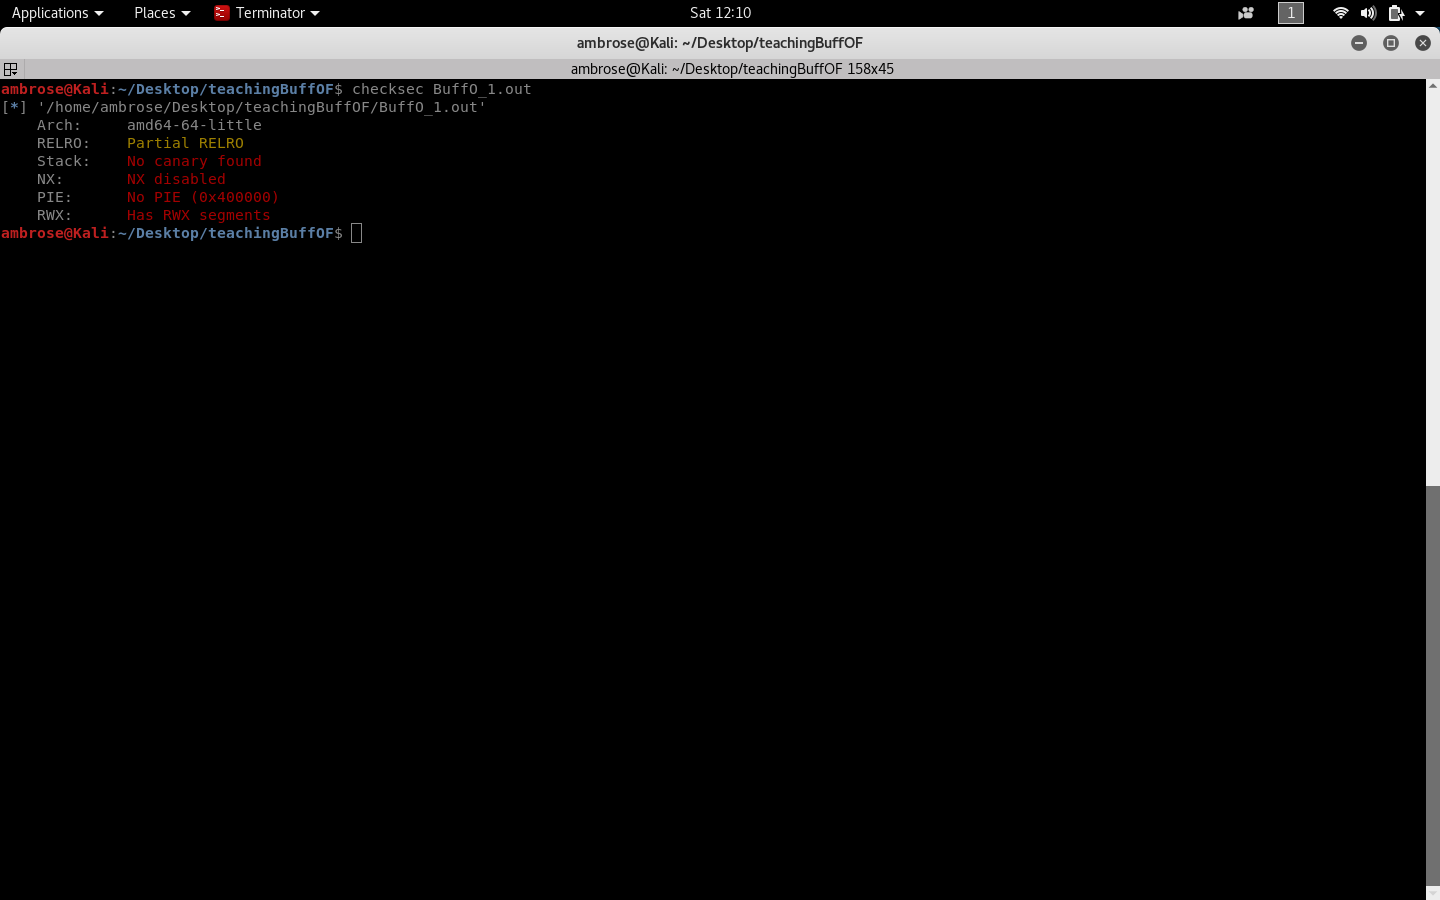 Applications Places Terminator Sat 12:10 1
ambrose@Kali: ~/Desktop/teachingBuffOF
ambrose@Kali: ~/Desktop/teachingBuffOF 158x45
ambrose@Kali:~/Desktop/teachingBuffOF$ checksec BuffO_1.out
[*] '/home/ambrose/Desktop/teachingBuffOF/BuffO_1.out'
    Arch:     amd64-64-little
    RELRO:    Partial RELRO
    Stack:    No canary found
    NX:       NX disabled
    PIE:      No PIE (0x400000)
    RWX:      Has RWX segments
ambrose@Kali:~/Desktop/teachingBuffOF$